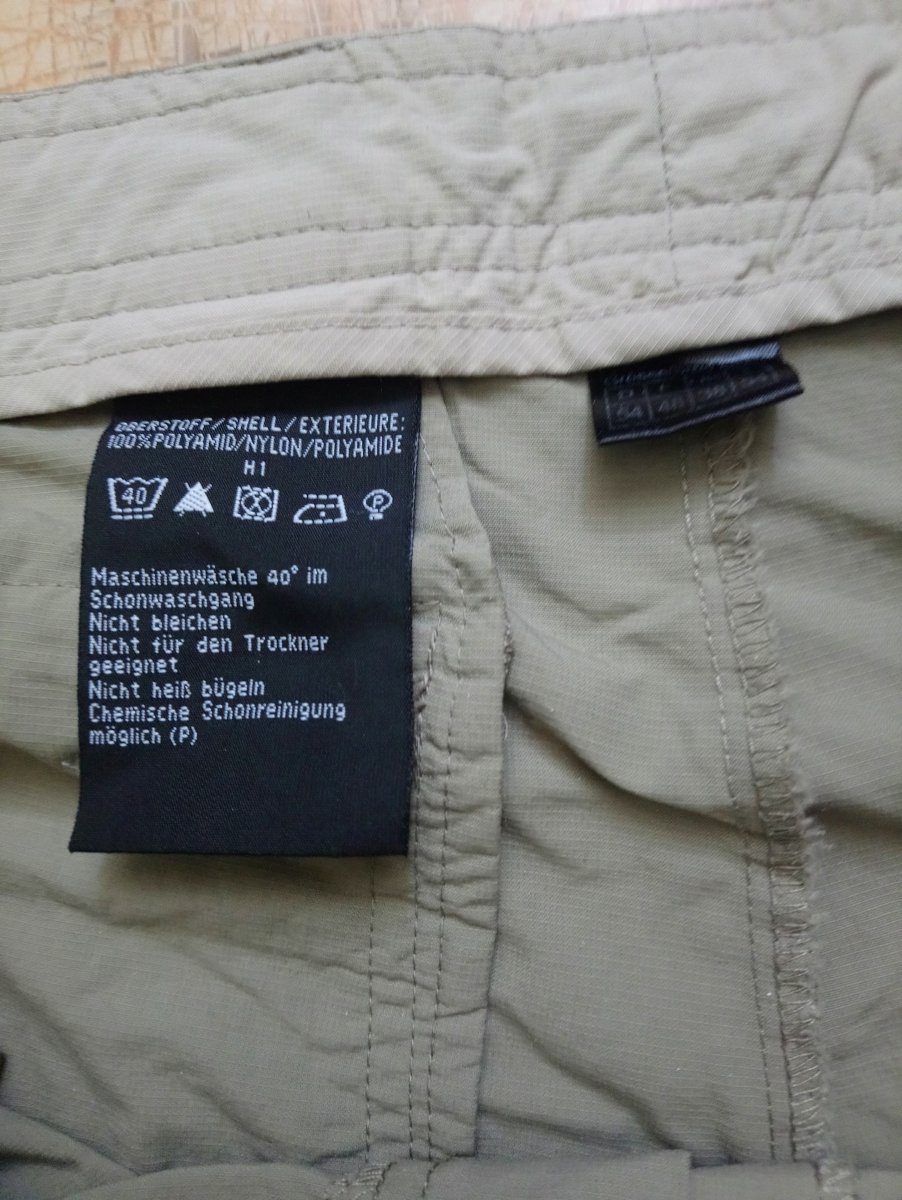 OBERSTOFF/SHELL/EXTERIEURE:
100%POLYAMID/NYLON/POLYAMIDE
H1
40
P
Maschinenwäsche 40° im
Schonwaschgang
Nicht bleichen
Nicht für den Trockner
geeignet
Nicht heiß bügeln
Chemische Schonreinigung
möglich (P)